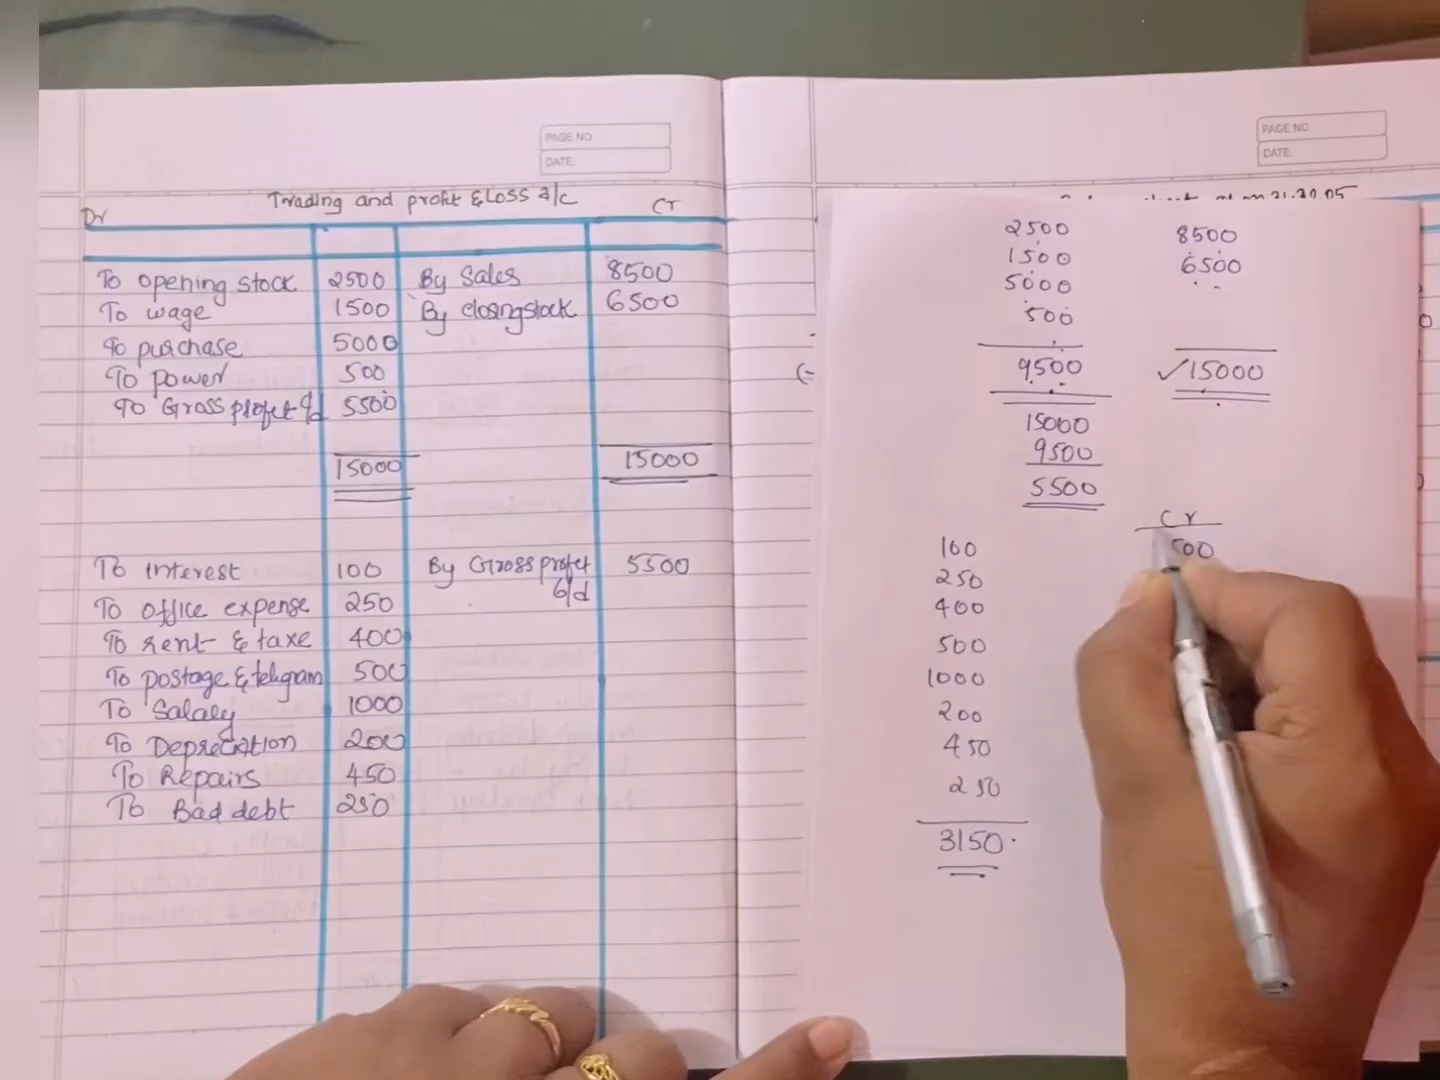 PAGE NO.
DATE:
Trading and profit & Loss a/c
Dr Cr
To opening stock 2500 By Sales 8500
To wage 1500 By closing stock 6500
To purchase 5000
To power 500
To Gross profit c/d 5500
15000 15000
To interest 100 By Gross profit 5500
b/d
To office expense 250
To rent & taxe 400
To postage & teligram 500
To Salary 1000
To Depreciation 200
To Repairs 450
To Bad debt 250
PAGE NO.
DATE:
2500 8500
1500 6500
5000
500
9500 ✓15000
15000
9500
5500
Cr
100 500
250
400
500
1000
200
450
250
3150